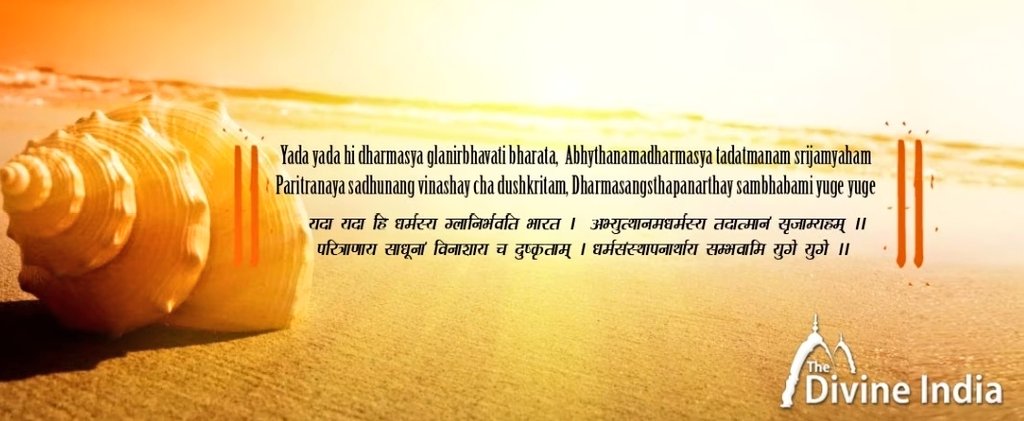 Yada yada hi dharmasya glanirbhavati bharata, Abhythanamadharmasya tadatmanam srijamyaham
Paritranaya sadhunang vinashay cha dushkritam, Dharmasangsthapanarthay sambhabami yuge yuge
यदा यदा हि धर्मस्य ग्लानिर्भवति भारत । अभ्युत्थानमधर्मस्य तदात्मानं सृजाम्यहम् ।।
परित्राणाय साधूनां विनाशाय च दुष्कृताम् । धर्मसंस्थापनार्थाय सम्भवामि युगे युगे ।।
The
Divine India